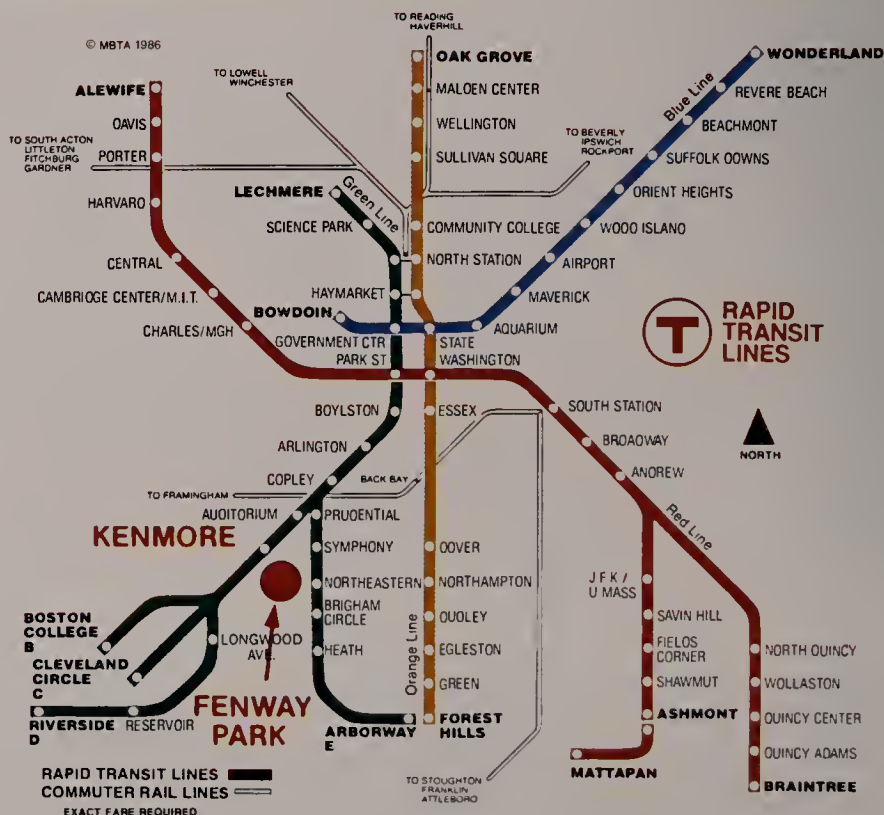 © MBTA 1986
TO READING
HAVERHILL
OAK GROVE
WONDERLAND
ALEWIFE
TO LOWELL
WINCHESTER
MALOEN CENTER
Blue Line
REVERE BEACH
OAVIS
WELLINGTON
BEACHMONT
TO SOUTH ACTON
LITTLETON
FITCHBURG
GARDNER
PORTER
SULLIVAN SQUARE
TO BEVERLY
IPSWICH
ROCKPORT
SUFFOLK OOWNS
LECHMERE
Green Line
ORIENT HEIGHTS
HARVARO
SCIENCE PARK
COMMUNITY COLLEGE
WOOO ISLAND
CENTRAL
NORTH STATION
AIRPORT
CAMBRIOGE CENTER/M.I.T.
HAYMARKET
MAVERICK
BOWDOIN
CHARLES/MGH
GOVERNMENT CTR
STATE
AQUARIUM
T
RAPID
TRANSIT
LINES
PARK ST
WASHINGTON
BOYLSTON
ESSEX
SOUTH STATION
NORTH
ARLINGTON
BROADWAY
COPLEY
BACK BAY
ANOREW
TO FRAMINGHAM
AUOITORIUM
PRUOENTIAL
Red Line
KENMORE
SYMPHONY
OOVER
NORTHEASTERN
NORTHAMPTON
J F K /
U MASS
BOSTON
COLLEGE
B
BRIGHAM
CIRCLE
OUOLEY
SAVIN HILL
CLEVELAND
CIRCLE
C
LONGWOOD
AVE.
HEATH
Orange Line
EGLESTON
FIELOS
CORNER
NORTH QUINCY
GREEN
SHAWMUT
WOLLASTON
RIVERSIDE
D
RESERVOIR
FENWAY
PARK
ARBORWAY
E
FOREST
HILLS
ASHMONT
QUINCY CENTER
MATTAPAN
QUINCY ADAMS
BRAINTREE
RAPID TRANSIT LINES
COMMUTER RAIL LINES
EXACT FARE REQUIRED
TO STOUGHTON
FRANKLIN
ATTLEBORO